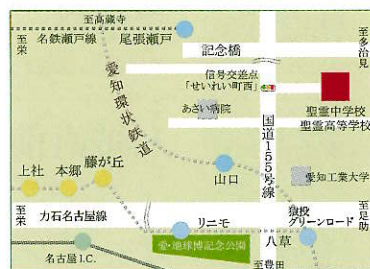 至高蔵寺
名鉄瀬戸線
尾張瀬戸
至栄
記念橋
至多治見
愛知環状鉄道
信号交差点
「せいれい町西」
あさい病院
聖霊中学校
聖霊高等学校
国道155号線
藤が丘
本郷
上社
山口
愛知工業大学
至栄
力石名古屋線
リニモ
猿投
グリーンロード
至足助
八草
愛・地球博記念公園
名古屋I.C.
至豊田